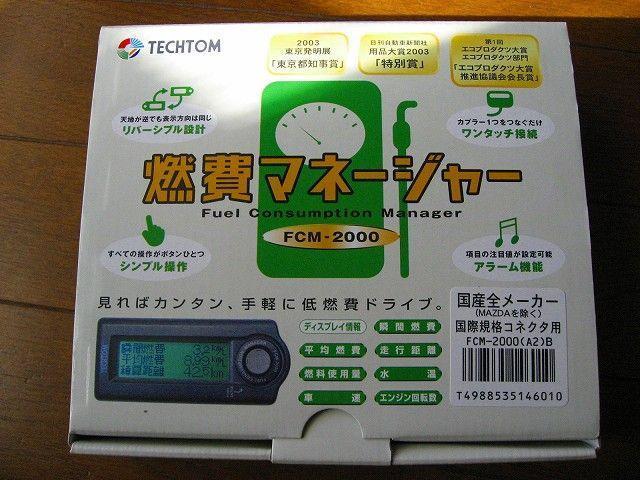 TECHTOM
2003
東京発明展
「東京都知事賞」
日刊自動車新聞社
用品大賞2003
「特別賞」
第1回
エコプロダクツ大賞
エコプロダクツ部門
「エコプロダクツ大賞
推進協議会会長賞」
天地が逆でも表示方向は同じ
リバーシブル設計
カプラー1つをつなぐだけ
ワンタッチ接続
燃費マネージャー
Fuel Consumption Manager
FCM-2000
すべての操作がボタンひとつ
シンプル操作
項目の注目値が設定可能
アラーム機能
見ればカンタン、手軽に低燃費ドライブ。
ディスプレイ情報
瞬間燃費
平均燃費
走行距離
燃料使用量
水温
車速
エンジン回転数
国産全メーカー
(MAZDAを除く)
国際規格コネクタ用
FCM-2000(A2)B
T4988535146010